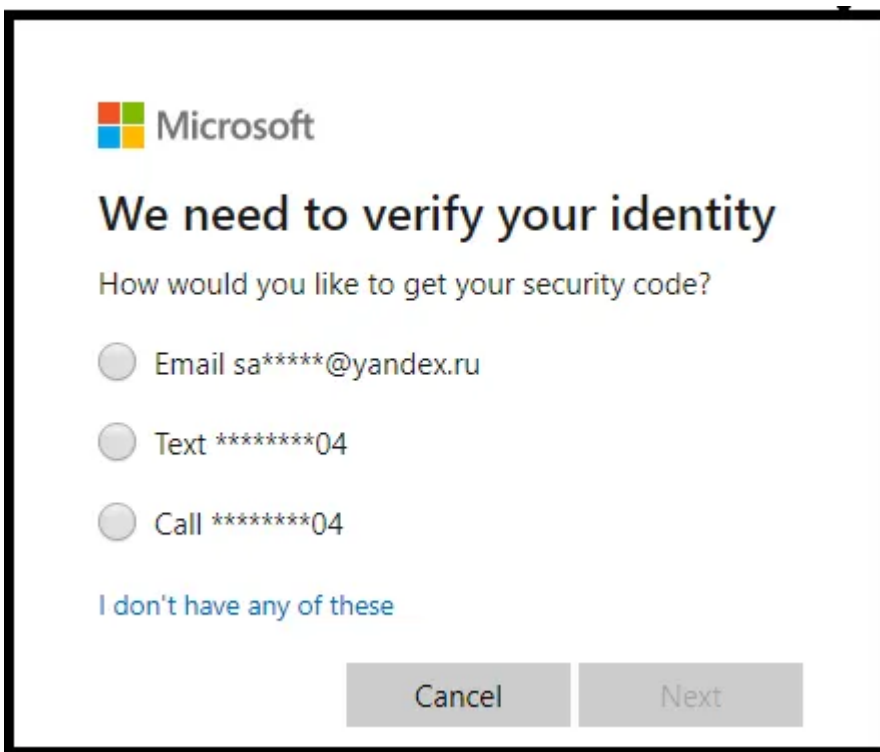 Microsoft
We need to verify your identity
How would you like to get your security code?
Email sa*****@yandex.ru
Text ********04
Call ********04
I don't have any of these
Cancel
Next